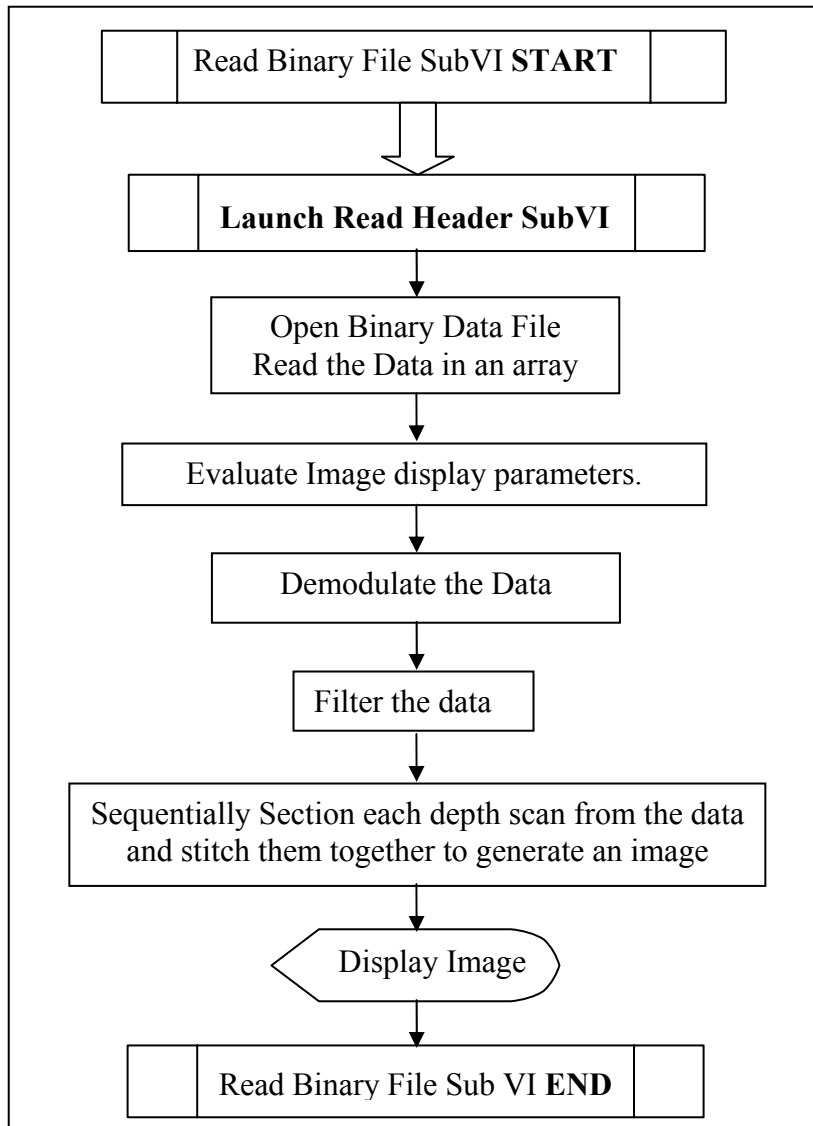 Read Binary File SubVI START
Launch Read Header SubVI
Open Binary Data File
Read the Data in an array
Evaluate Image display parameters.
Demodulate the Data
Filter the data
Sequentially Section each depth scan from the data
and stitch them together to generate an image
Display Image
Read Binary File Sub VI END